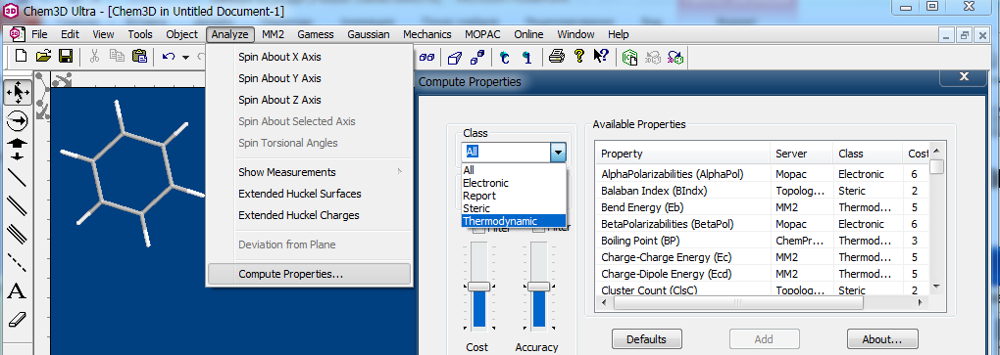 Chem3D Ultra - [Chem3D in Untitled Document-1]
File Edit View Tools Object Analyze MM2 Gamess Gaussian Mechanics MOPAC Online Window Help
Spin About X Axis
Spin About Y Axis
Spin About Z Axis
Spin About Selected Axis
Spin Torsional Angles
Show Measurements
Extended Huckel Surfaces
Extended Huckel Charges
Deviation from Plane
Compute Properties...
Compute Properties
Class
All
All
Electronic
Report
Steric
Thermodynamic
Filter Filter
Cost Accuracy
Available Properties
Property Server Class Cost
AlphaPolarizabilities (AlphaPol) Mopac Electronic 6
Balaban Index (BIndx) Topolog... Steric 2
Bend Energy (Eb) MM2 Thermod... 5
BetaPolarizabilities (BetaPol) Mopac Electronic 6
Boiling Point (BP) ChemPr... Thermod... 3
Charge-Charge Energy (Ec) MM2 Thermod... 5
Charge-Dipole Energy (Ecd) MM2 Thermod... 5
Cluster Count (ClsC) Topolog... Steric 2
Defaults Add About...
A